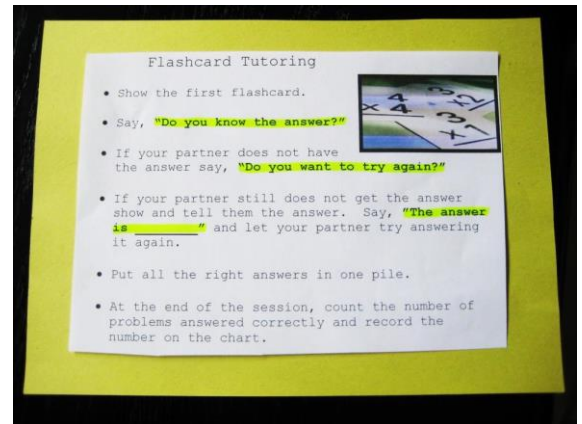 Flashcard Tutoring
• Show the first flashcard.
• Say, "Do you know the answer?"
• If your partner does not have
the answer say, "Do you want to try again?"
• If your partner still does not get the answer
show and tell them the answer. Say, "The answer
is ________" and let your partner try answering
it again.
• Put all the right answers in one pile.
• At the end of the session, count the number of
problems answered correctly and record the
number on the chart.